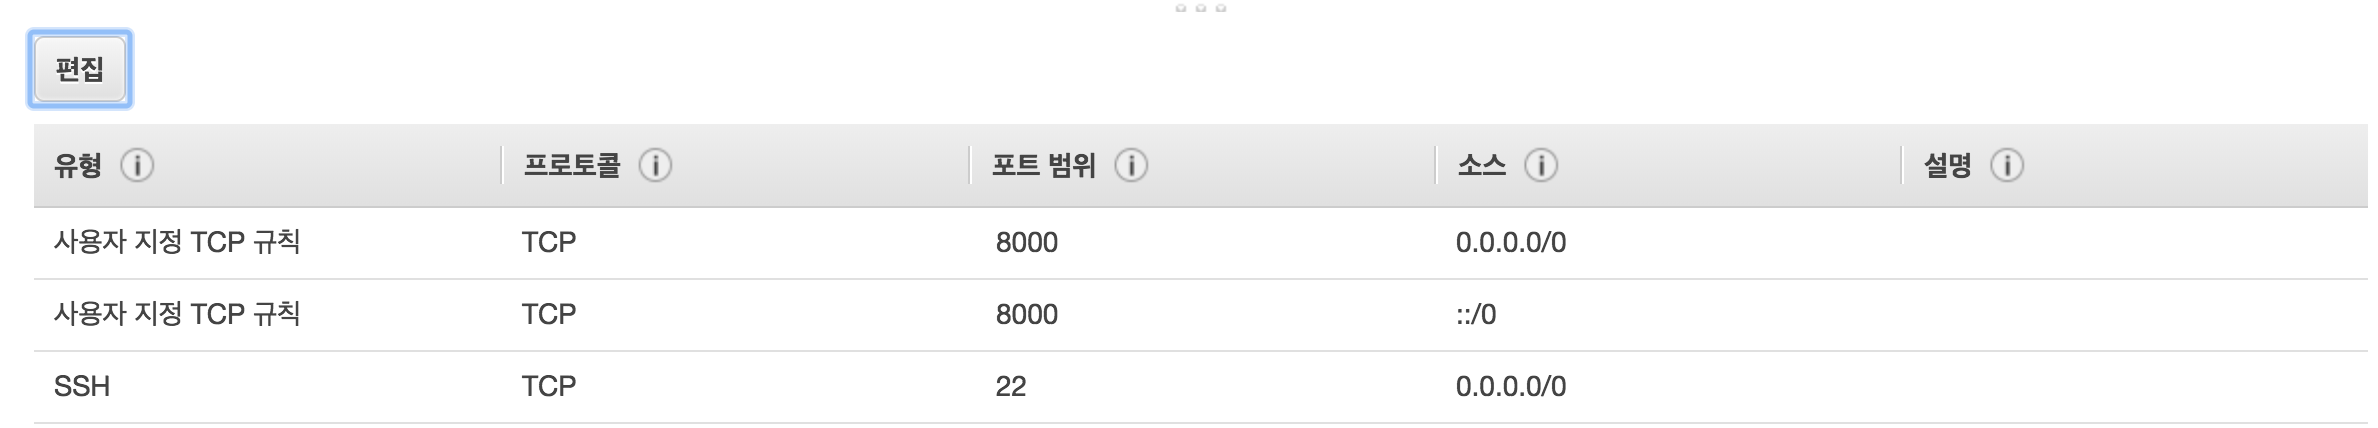 편집
유형 프로토콜 포트 범위 소스 설명
사용자 지정 TCP 규칙 TCP 8000 0.0.0.0/0
사용자 지정 TCP 규칙 TCP 8000 ::/0
SSH TCP 22 0.0.0.0/0